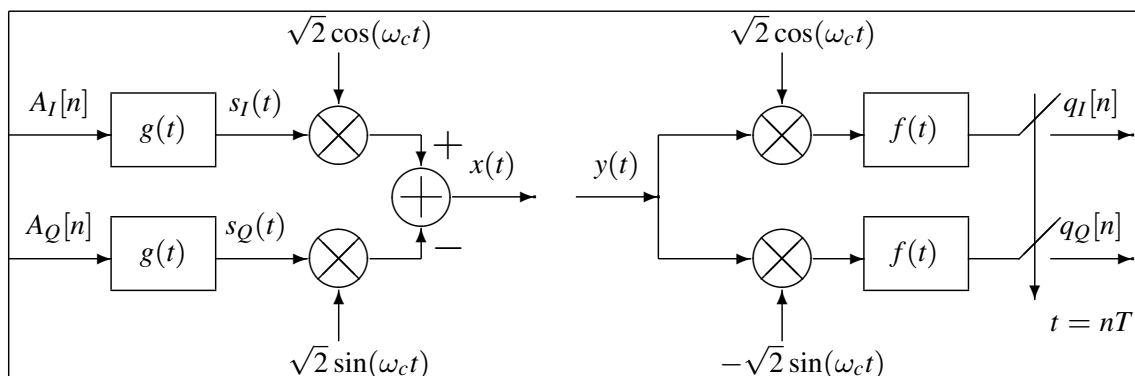 √2 cos(ω_c t) √2 cos(ω_c t)
A_I[n] g(t) s_I(t) + x(t) y(t) f(t) q_I[n]
A_Q[n] g(t) s_Q(t) − f(t) q_Q[n]
√2 sin(ω_c t) −√2 sin(ω_c t) t = nT